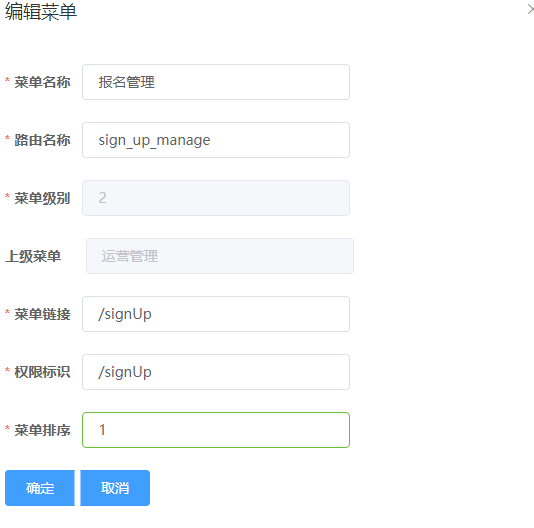 编辑菜单
* 菜单名称 报名管理
* 路由名称 sign_up_manage
* 菜单级别 2
上级菜单 运营管理
* 菜单链接 /signUp
* 权限标识 /signUp
* 菜单排序 1
确定 取消